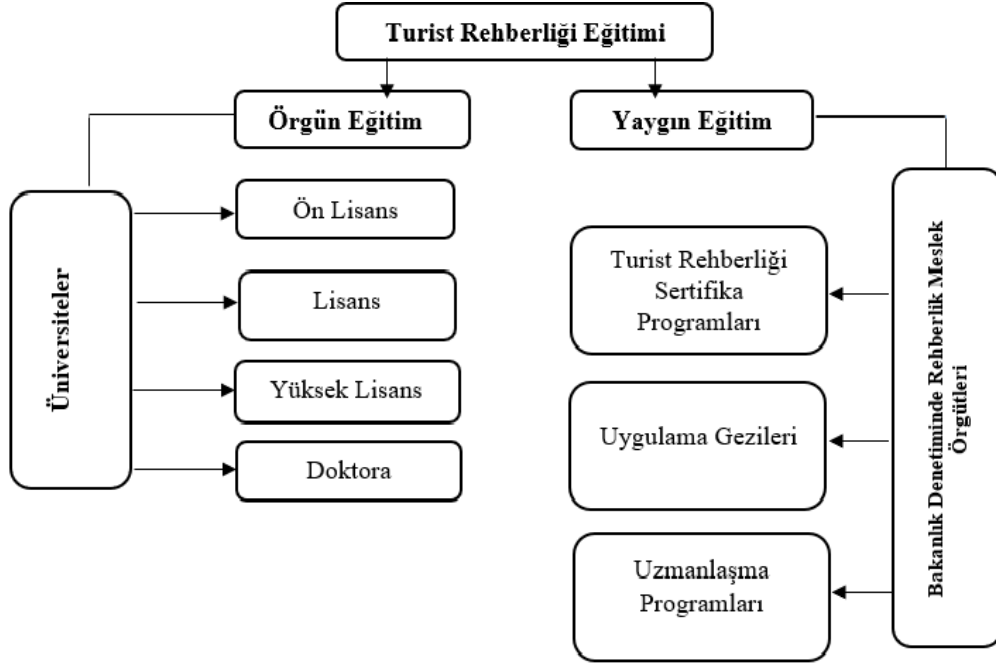 Turist Rehberliği Eğitimi
Örgün Eğitim
Yaygın Eğitim
Üniversiteler
Ön Lisans
Lisans
Yüksek Lisans
Doktora
Turist Rehberliği
Sertifika
Programları
Uygulama Gezileri
Uzmanlaşma
Programları
Bakanlık Denetiminde Rehberlik Meslek
Örgütleri